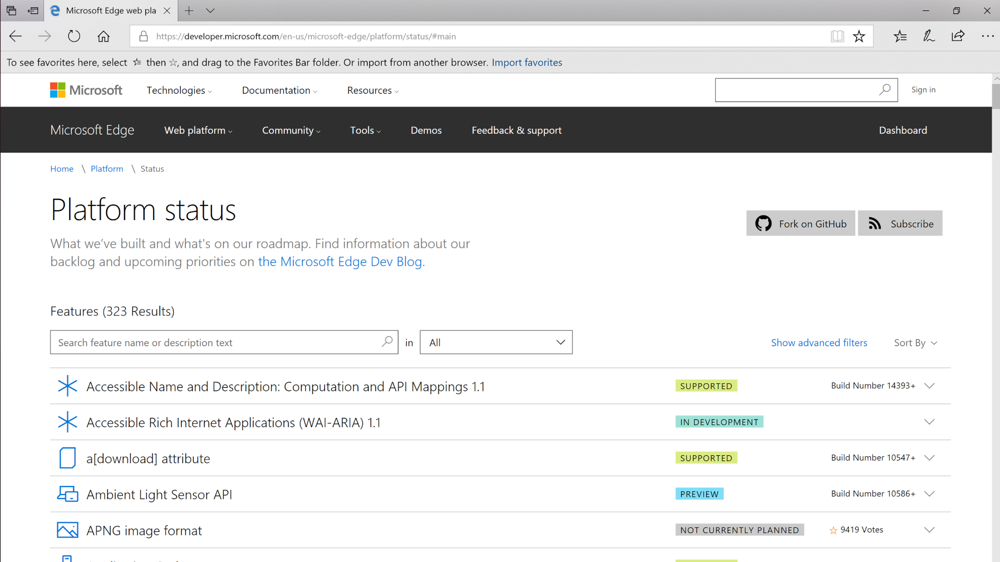 Microsoft Edge web pla
https://developer.microsoft.com/en-us/microsoft-edge/platform/status/#main
To see favorites here, select then ☆, and drag to the Favorites Bar folder. Or import from another browser. Import favorites
Microsoft Technologies Documentation Resources Sign in
Microsoft Edge Web platform Community Tools Demos Feedback & support Dashboard
Home \ Platform \ Status
Platform status
Fork on GitHub Subscribe
What we’ve built and what's on our roadmap. Find information about our
backlog and upcoming priorities on the Microsoft Edge Dev Blog.
Features (323 Results)
Search feature name or description text in All Show advanced filters Sort By
Accessible Name and Description: Computation and API Mappings 1.1 SUPPORTED Build Number 14393+
Accessible Rich Internet Applications (WAI-ARIA) 1.1 IN DEVELOPMENT
a[download] attribute SUPPORTED Build Number 10547+
Ambient Light Sensor API PREVIEW Build Number 10586+
APNG image format NOT CURRENTLY PLANNED ☆ 9419 Votes